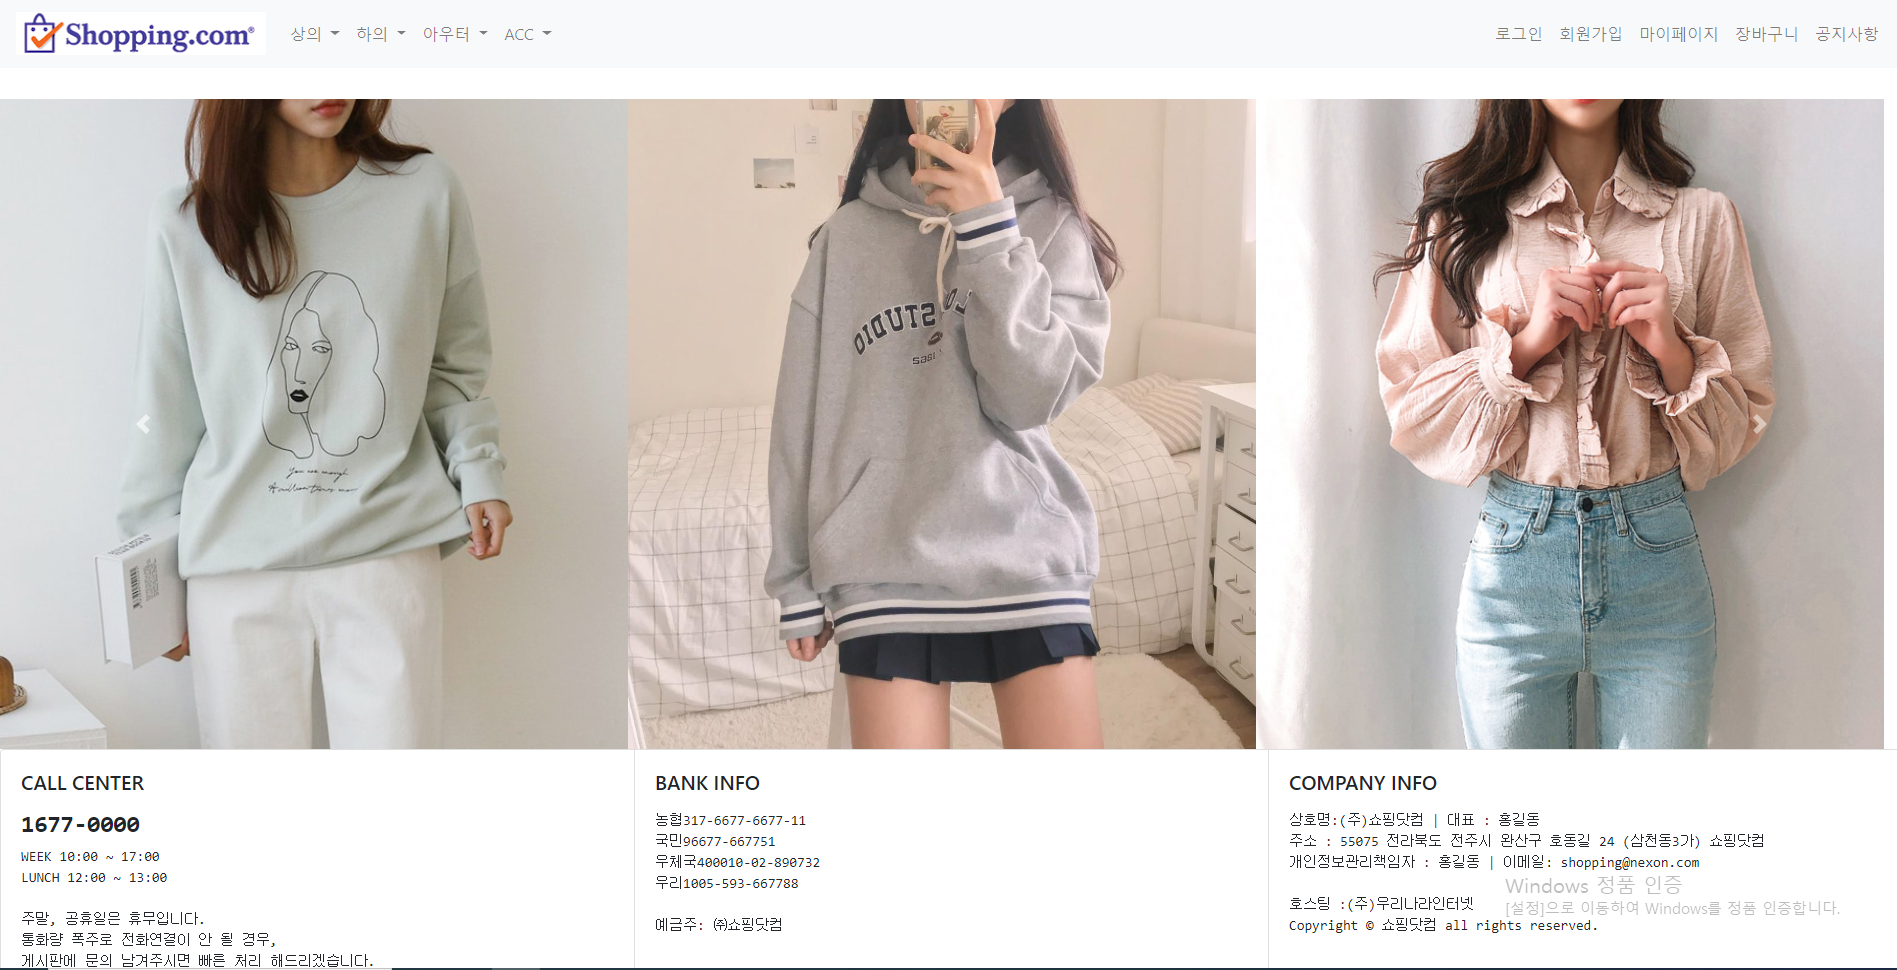 Shopping.com®
상의 하의 아우터 ACC
로그인 회원가입 마이페이지 장바구니 공지사항
You are enough
A million times
STUDIO
CALL CENTER
1677-0000
WEEK 10:00 ~ 17:00
LUNCH 12:00 ~ 13:00
주말, 공휴일은 휴무입니다.
통화량 폭주로 전화연결이 안 될 경우,
게시판에 문의 남겨주시면 빠른 처리 해드리겠습니다.
BANK INFO
농협317-6677-6677-11
국민96677-667751
우체국400010-02-890732
우리1005-593-667788
예금주: ㈜쇼핑닷컴
COMPANY INFO
상호명:(주)쇼핑닷컴 | 대표 : 홍길동
주소 : 55075 전라북도 전주시 완산구 호동길 24 (삼천동3가) 쇼핑닷컴
개인정보관리책임자 : 홍길동 | 이메일: shopping@nexon.com
호스팅 :(주)우리나라인터넷
Copyright © 쇼핑닷컴 all rights reserved.
Windows 정품 인증
[설정]으로 이동하여 Windows를 정품 인증합니다.